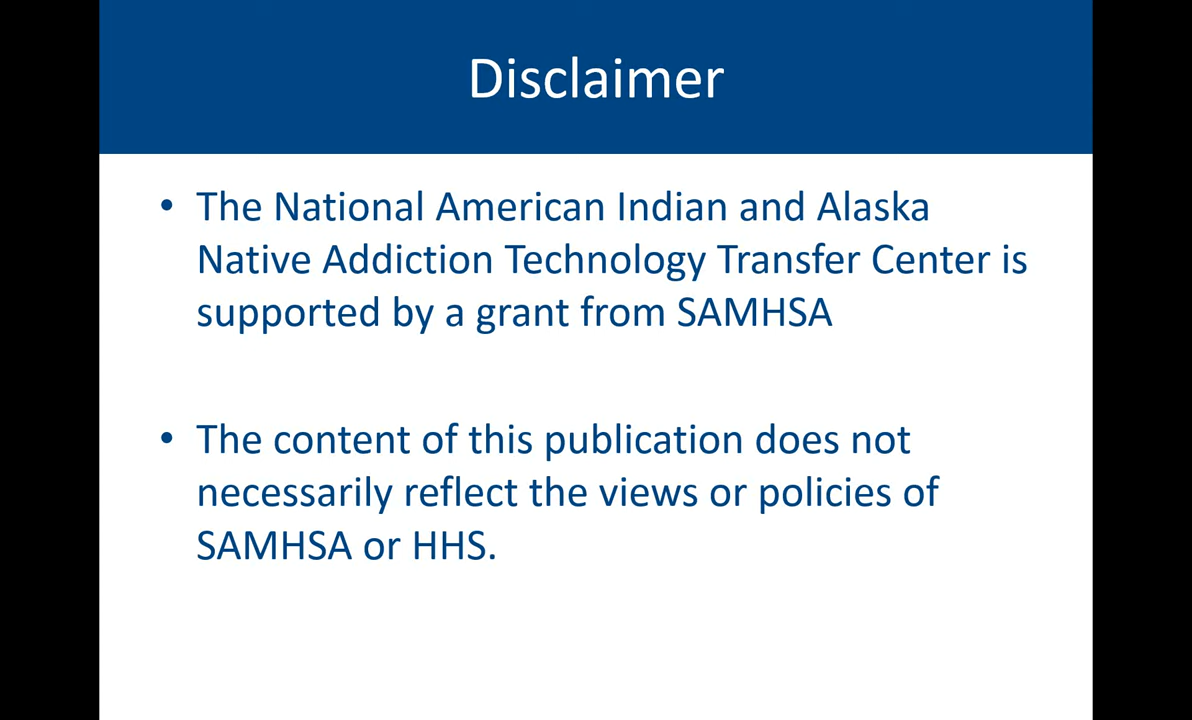 Disclaimer
• The National American Indian and Alaska
Native Addiction Technology Transfer Center is
supported by a grant from SAMHSA
• The content of this publication does not
necessarily reflect the views or policies of
SAMHSA or HHS.